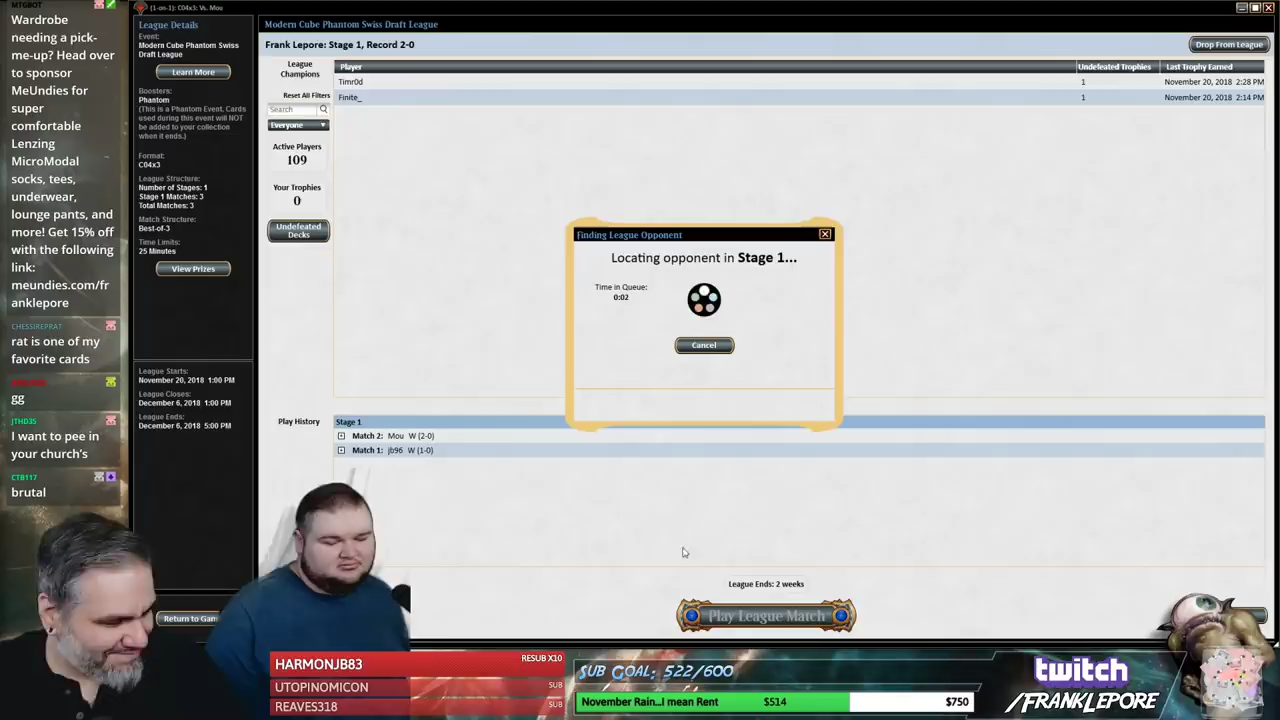 MTGBOT
Wardrobe
needing a pick-
me-up? Head over
to sponsor
MeUndies for
super
comfortable
Lenzing
MicroModal
socks, tees,
underwear,
lounge pants, and
more! Get 15% off
with the following
link:
meundies.com/fr
anklepore
CHESSIREPRAT
rat is one of my
favorite cards
gg
JTHD3S
I want to pee in
your church's
CTB117
brutal
(1-on-1): C04x3: Vs. Mou
League Details
Event:
Modern Cube Phantom Swiss
Draft League
Learn More
Boosters:
Phantom
(This is a Phantom Event. Cards
used during this event will NOT
be added to your collection
when it ends.)
Format:
C04x3
League Structure:
Number of Stages: 1
Stage 1 Matches: 3
Total Matches: 3
Match Structure:
Best-of-3
Time Limits:
25 Minutes
View Prizes
League Starts:
November 20, 2018 1:00 PM
League Closes:
December 6, 2018 1:00 PM
League Ends:
December 6, 2018 5:00 PM
Return to Gam
Modern Cube Phantom Swiss Draft League
Frank Lepore: Stage 1, Record 2-0
Drop From League
League
Champions
Reset All Filters
Search
Everyone
Active Players
109
Your Trophies
0
Undefeated
Decks
Player Undefeated Trophies Last Trophy Earned
Timr0d 1 November 20, 2018 2:28 PM
Finite_ 1 November 20, 2018 2:14 PM
Finding League Opponent
Locating opponent in Stage 1...
Time in Queue:
0:02
Cancel
Play History
Stage 1
Match 2: Mou W (2-0)
Match 1: jb96 W (1-0)
League Ends: 2 weeks
Play League Match
HARMONJB83 RESUB X10
UTOPINOMICON SUB
REAVES318 SUB
SUB GOAL: 522/600
November Rain...I mean Rent $514 $750
twitch
/FRANKLEPORE